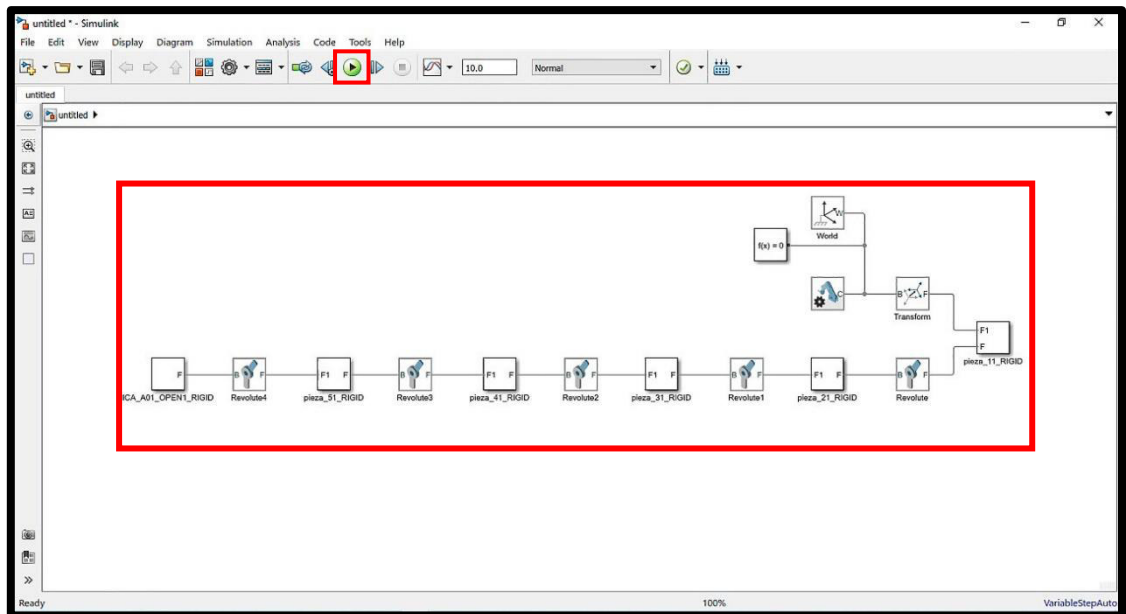 untitled * - Simulink
File Edit View Display Diagram Simulation Analysis Code Tools Help
10.0 Normal
untitled
untitled
W
World
f(x) = 0
C B F
Transform
F1
F
pieza_11_RIGID
F B F F1 F B F F1 F B F F1 F B F F1 F B F
ICA_A01_OPEN1_RIGID Revolute4 pieza_51_RIGID Revolute3 pieza_41_RIGID Revolute2 pieza_31_RIGID Revolute1 pieza_21_RIGID Revolute
Ready 100% VariableStepAuto